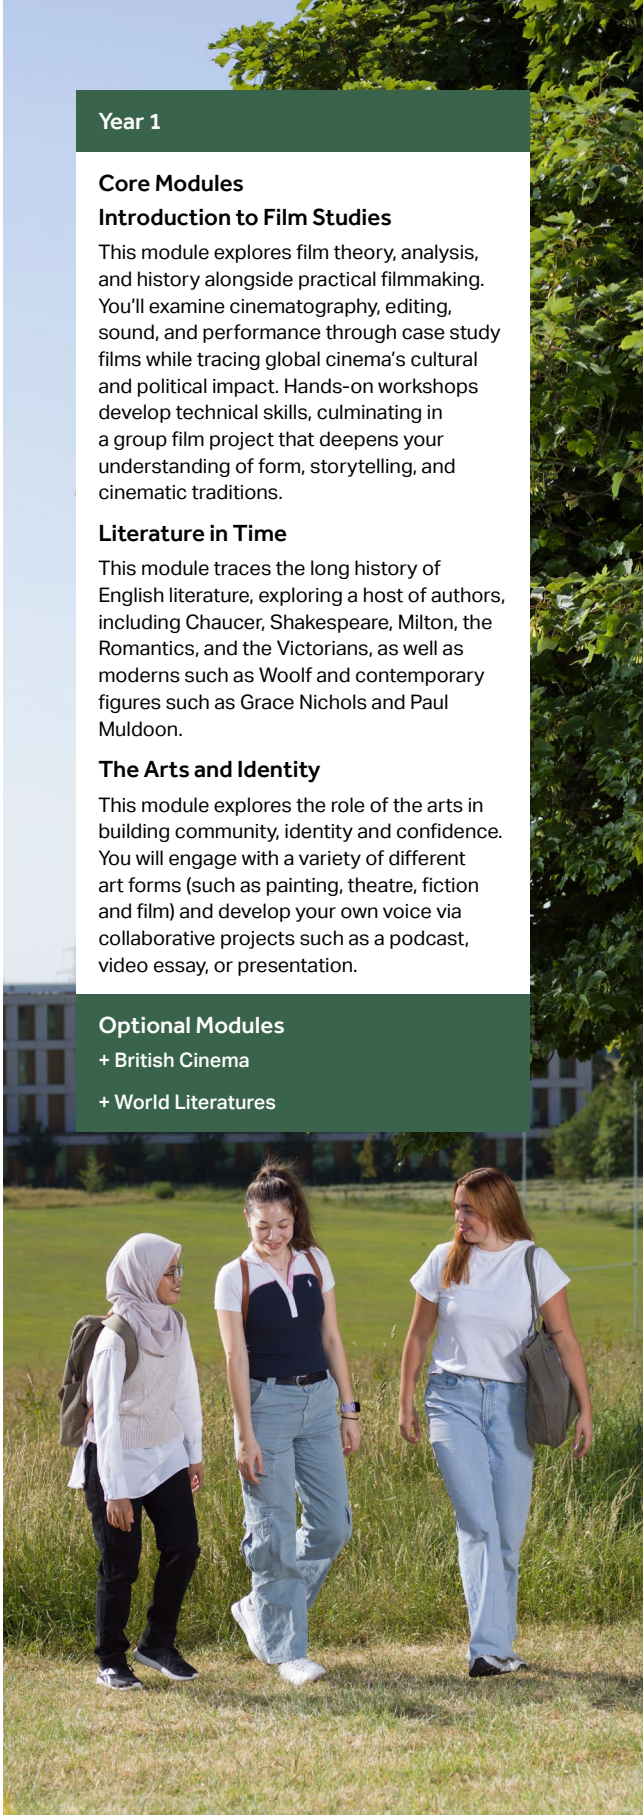 Year 1
Core Modules
Introduction to Film Studies
This module explores film theory, analysis,
and history alongside practical filmmaking.
You'll examine cinematography, editing,
sound, and performance through case study
films while tracing global cinema's cultural
and political impact. Hands-on workshops
develop technical skills, culminating in
a group film project that deepens your
understanding of form, storytelling, and
cinematic traditions.
Literature in Time
This module traces the long history of
English literature, exploring a host of authors,
including Chaucer, Shakespeare, Milton, the
Romantics, and the Victorians, as well as
moderns such as Woolf and contemporary
figures such as Grace Nichols and Paul
Muldoon.
The Arts and Identity
This module explores the role of the arts in
building community, identity and confidence.
You will engage with a variety of different
art forms (such as painting, theatre, fiction
and film) and develop your own voice via
collaborative projects such as a podcast,
video essay, or presentation.
Optional Modules
+ British Cinema
+ World Literatures